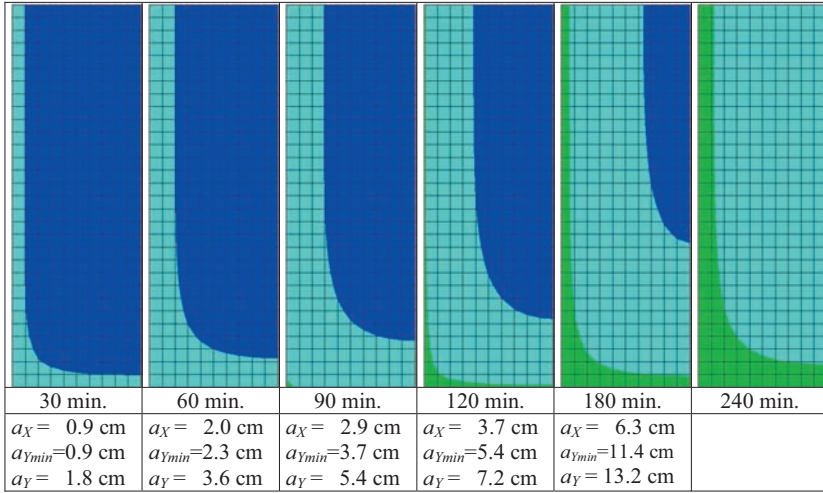 30 min. 60 min. 90 min. 120 min. 180 min. 240 min.
aX = 0.9 cm aX = 2.0 cm aX = 2.9 cm aX = 3.7 cm aX = 6.3 cm
aYmin=0.9 cm aYmin=2.3 cm aYmin=3.7 cm aYmin=5.4 cm aYmin=11.4 cm
aY = 1.8 cm aY = 3.6 cm aY = 5.4 cm aY = 7.2 cm aY = 13.2 cm